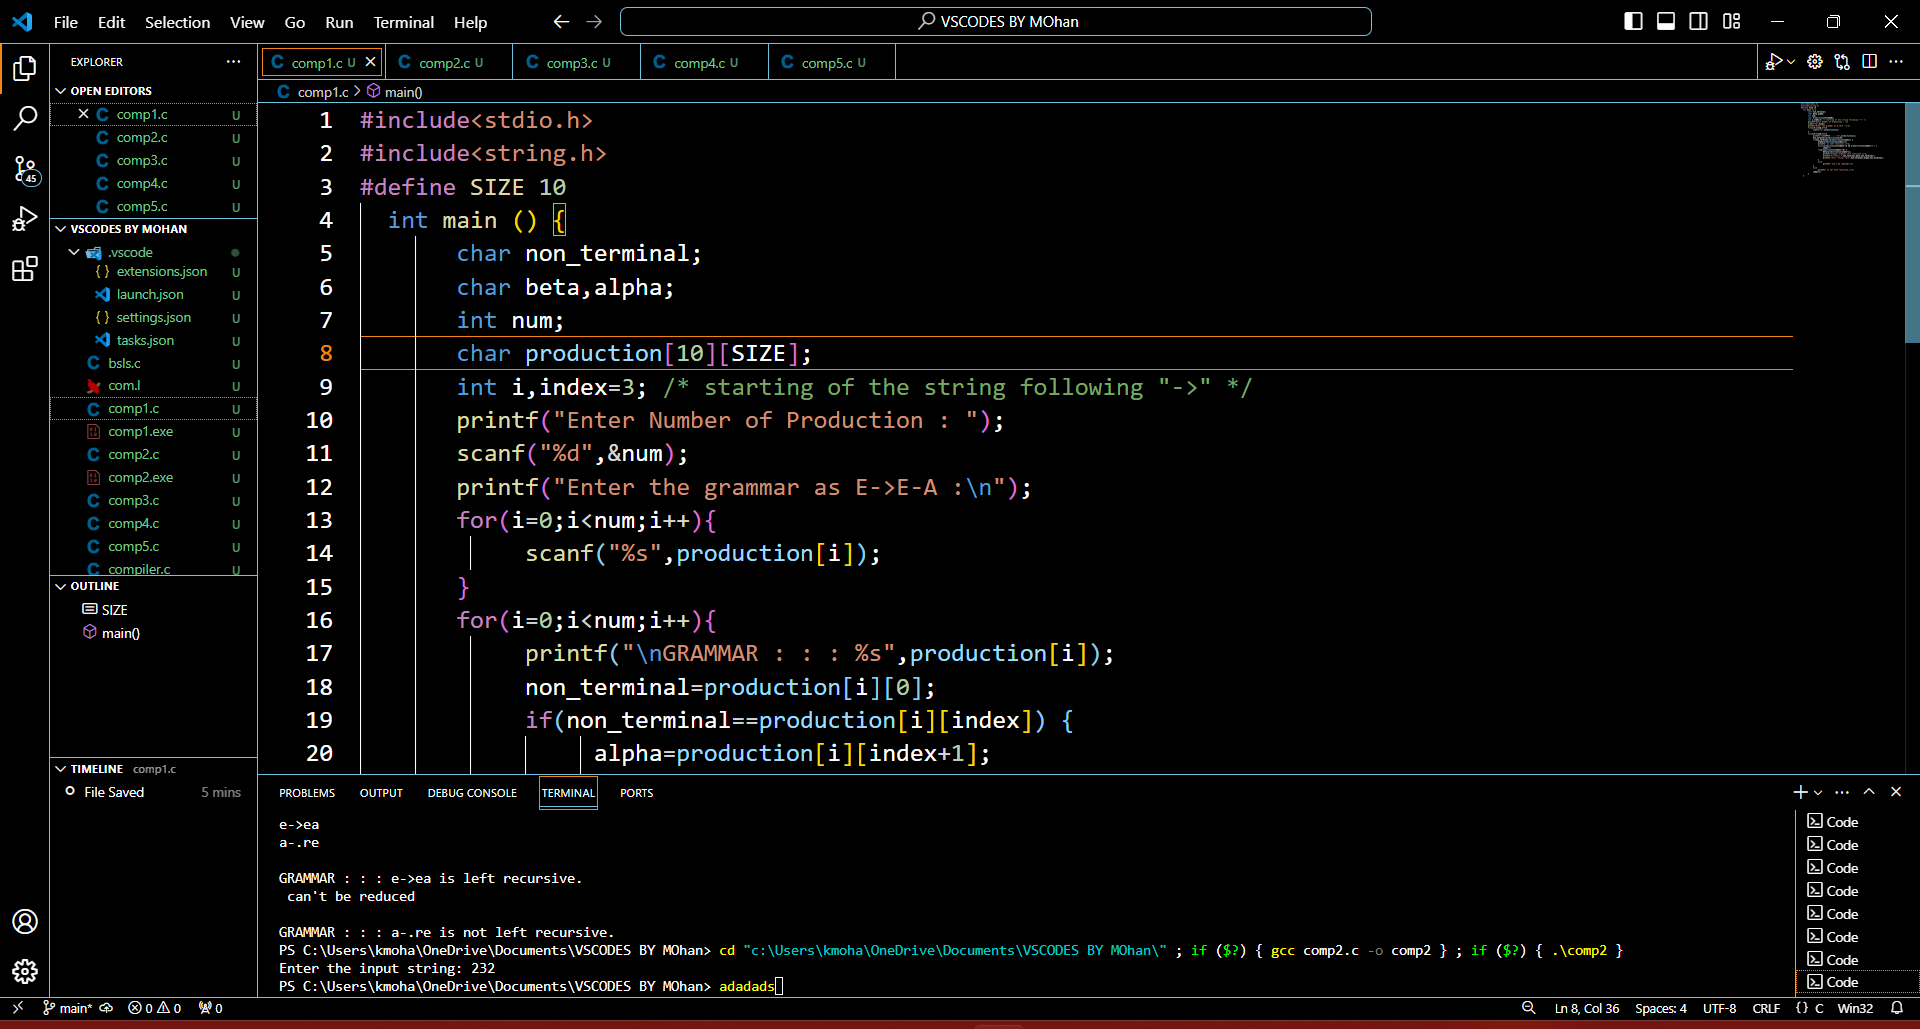 File Edit Selection View Go Run Terminal Help
VSCODES BY MOhan
EXPLORER
comp1.c U
comp2.c U
comp3.c U
comp4.c U
comp5.c U
OPEN EDITORS
comp1.c U
comp2.c U
comp3.c U
comp4.c U
comp5.c U
45
VSCODES BY MOHAN
.vscode
extensions.json U
launch.json U
settings.json U
tasks.json U
bsls.c U
com.l U
comp1.c U
comp1.exe U
comp2.c U
comp2.exe U
comp3.c U
comp4.c U
comp5.c U
compiler.c U
OUTLINE
SIZE
main()
TIMELINE comp1.c
File Saved 5 mins
comp1.c > main()
1 #include<stdio.h>
2 #include<string.h>
3 #define SIZE 10
4 int main () {
5 char non_terminal;
6 char beta,alpha;
7 int num;
8 char production[10][SIZE];
9 int i,index=3; /* starting of the string following "->" */
10 printf("Enter Number of Production : ");
11 scanf("%d",&num);
12 printf("Enter the grammar as E->E-A :\n");
13 for(i=0;i<num;i++){
14 scanf("%s",production[i]);
15 }
16 for(i=0;i<num;i++){
17 printf("\nGRAMMAR : : : %s",production[i]);
18 non_terminal=production[i][0];
19 if(non_terminal==production[i][index]) {
20 alpha=production[i][index+1];
PROBLEMS OUTPUT DEBUG CONSOLE TERMINAL PORTS
e->ea
a-.re
GRAMMAR : : : e->ea is left recursive.
can't be reduced
GRAMMAR : : : a-.re is not left recursive.
PS C:\Users\kmoha\OneDrive\Documents\VSCODES BY MOhan> cd "c:\Users\kmoha\OneDrive\Documents\VSCODES BY MOhan\" ; if ($?) { gcc comp2.c -o comp2 } ; if ($?) { .\comp2 }
Enter the input string: 232
PS C:\Users\kmoha\OneDrive\Documents\VSCODES BY MOhan> adadads
Code
Code
Code
Code
Code
Code
Code
Code
main* 0 0 0 Ln 8, Col 36 Spaces: 4 UTF-8 CRLF {} C Win32